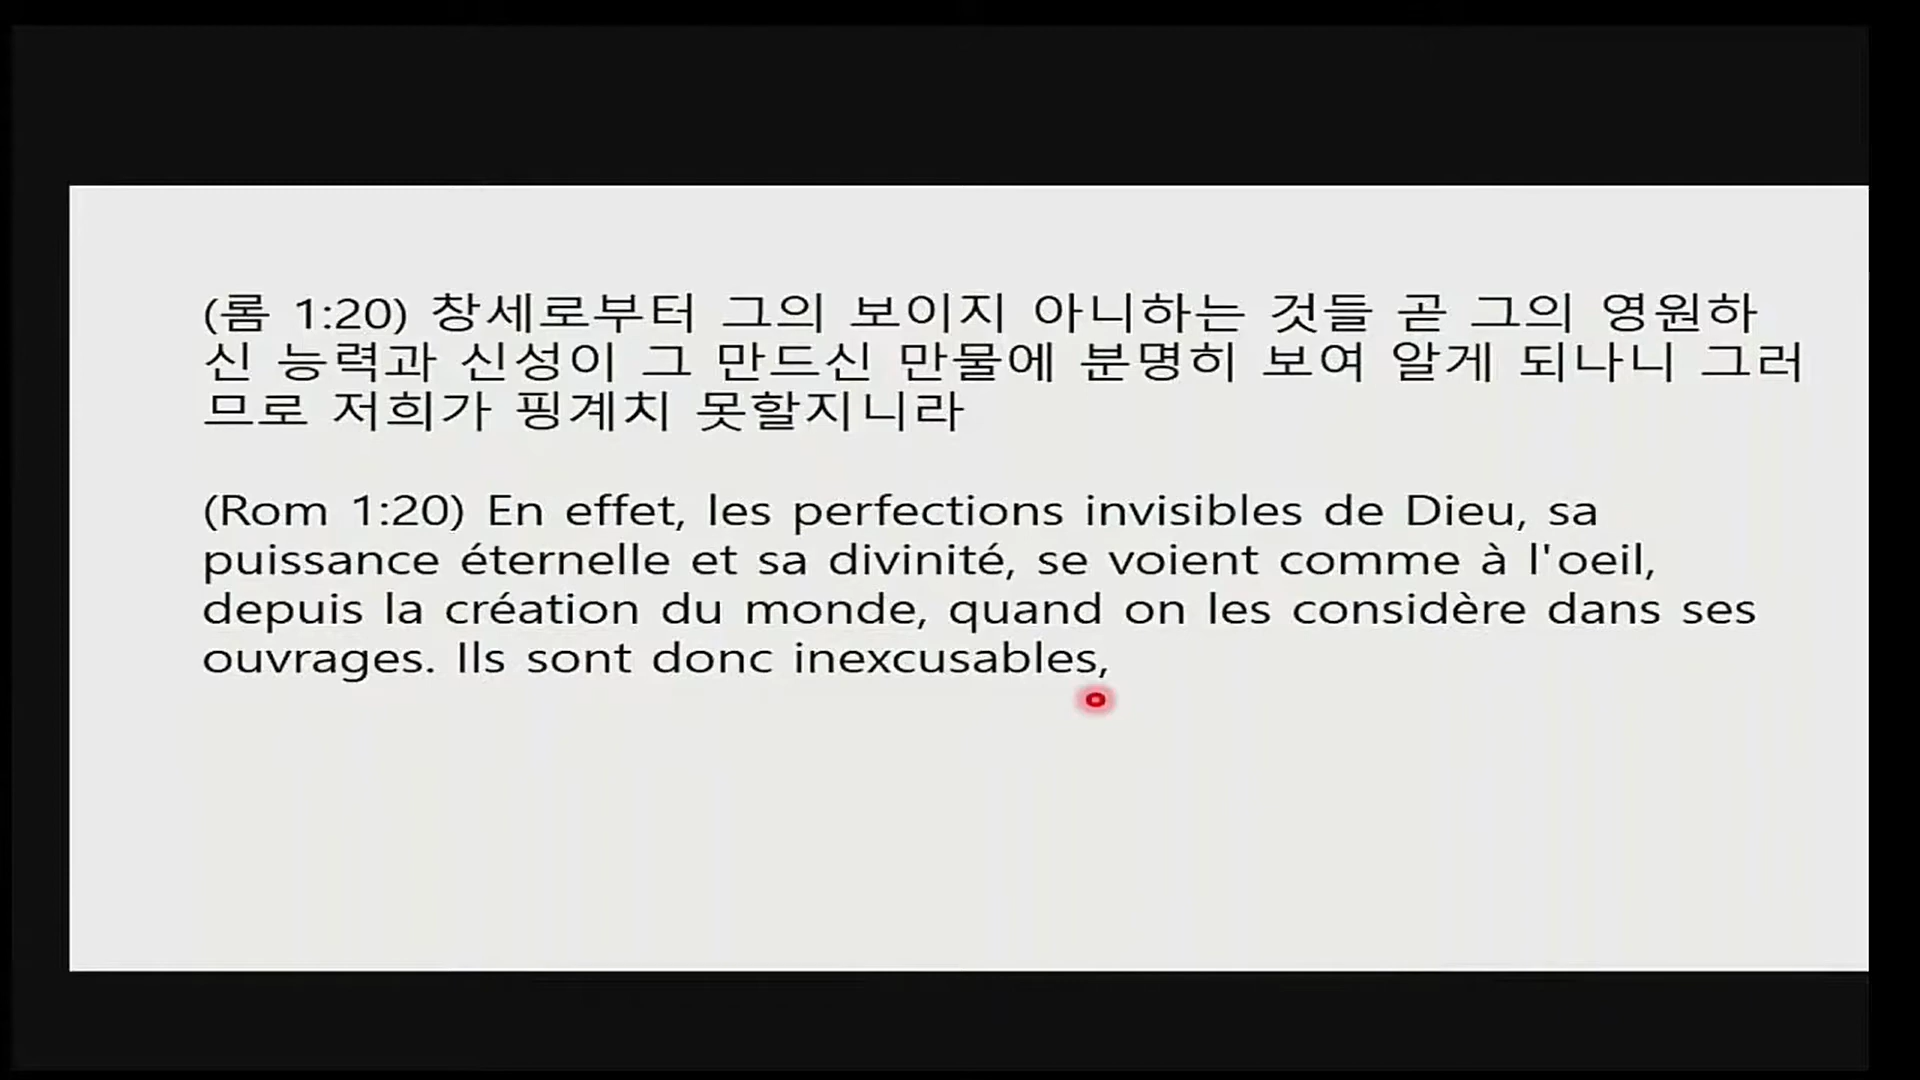 (롬 1:20) 창세로부터 그의 보이지 아니하는 것들 곧 그의 영원하
신 능력과 신성이 그 만드신 만물에 분명히 보여 알게 되나니 그러
므로 저희가 핑계치 못할지니라
(Rom 1:20) En effet, les perfections invisibles de Dieu, sa
puissance éternelle et sa divinité, se voient comme à l'oeil,
depuis la création du monde, quand on les considère dans ses
ouvrages. Ils sont donc inexcusables,